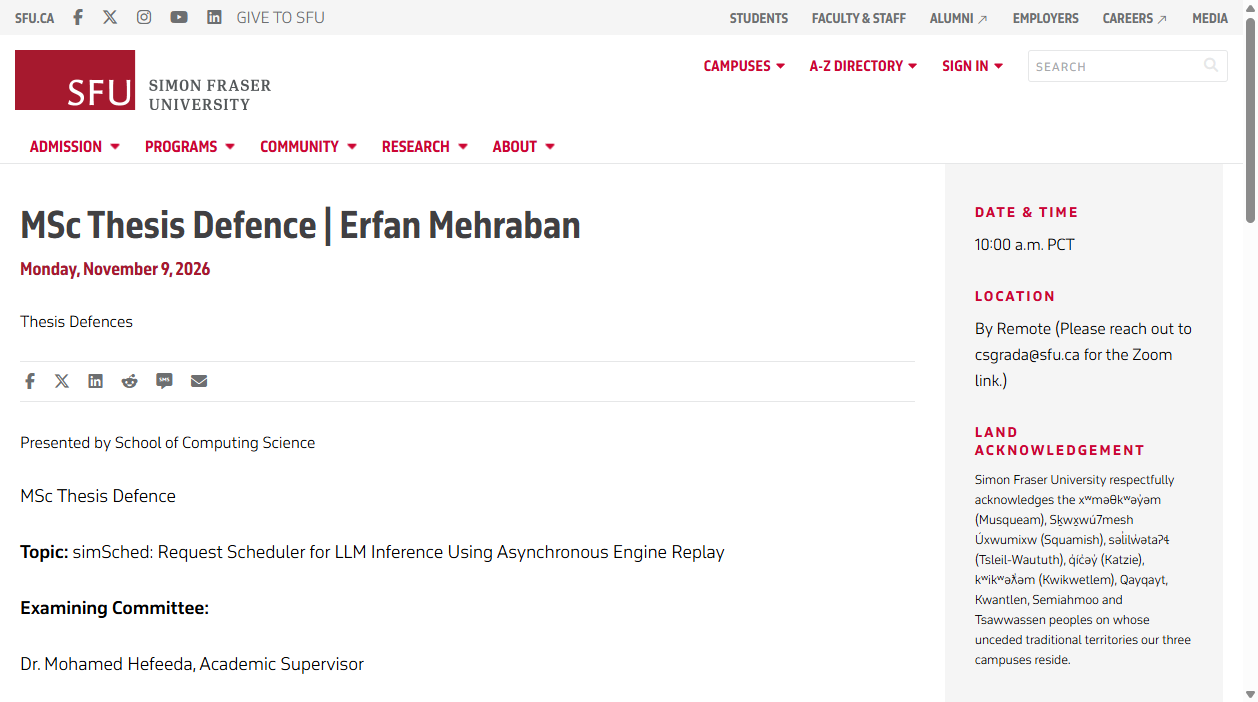 SFU.CA GIVE TO SFU STUDENTS FACULTY & STAFF ALUMNI EMPLOYERS CAREERS MEDIA
SFU SIMON FRASER UNIVERSITY
CAMPUSES A-Z DIRECTORY SIGN IN SEARCH
ADMISSION PROGRAMS COMMUNITY RESEARCH ABOUT
MSc Thesis Defence | Erfan Mehraban
Monday, November 9, 2026
Thesis Defences
SMS
Presented by School of Computing Science
MSc Thesis Defence
Topic: simSched: Request Scheduler for LLM Inference Using Asynchronous Engine Replay
Examining Committee:
Dr. Mohamed Hefeeda, Academic Supervisor
DATE & TIME
10:00 a.m. PCT
LOCATION
By Remote (Please reach out to
csgrada@sfu.ca for the Zoom
link.)
LAND
ACKNOWLEDGEMENT
Simon Fraser University respectfully
acknowledges the xʷməθkʷəy̓əm
(Musqueam), Sḵwx̱wú7mesh
Úxwumixw (Squamish), səl̓ilw̓ətaʔɬ
(Tsleil-Waututh), q̓íc̓əy̓ (Katzie),
kʷikʷəƛ̓əm (Kwikwetlem), Qayqayt,
Kwantlen, Semiahmoo and
Tsawwassen peoples on whose
unceded traditional territories our three
campuses reside.